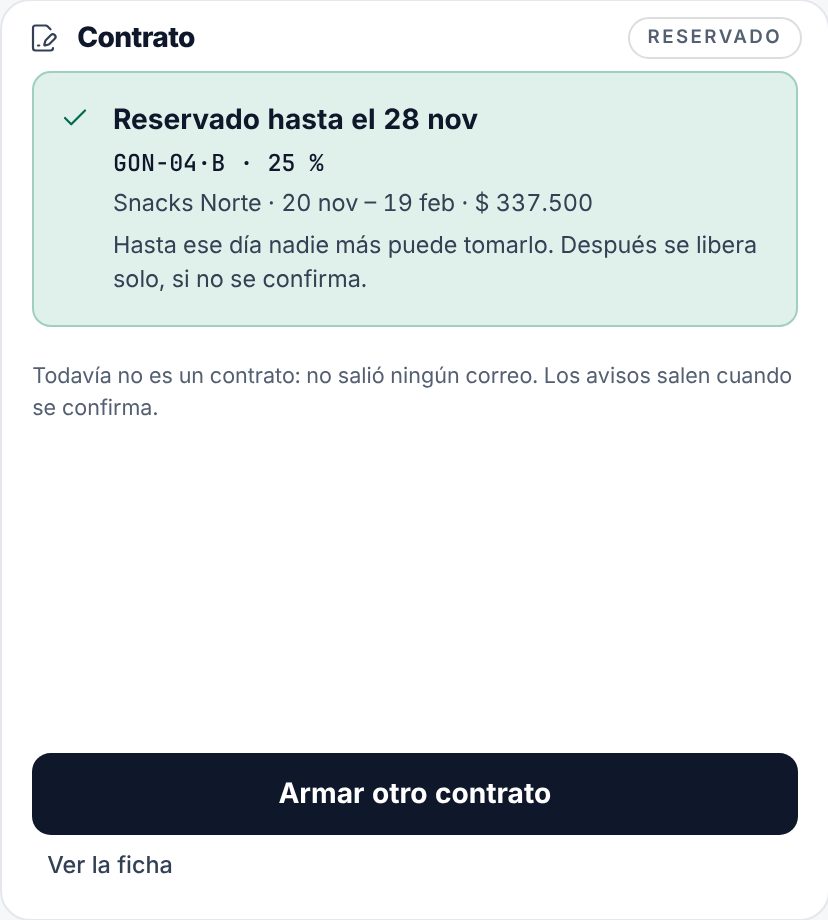 Contrato
RESERVADO
Reservado hasta el 28 nov
GON-04·B · 25 %
Snacks Norte · 20 nov – 19 feb · $ 337.500
Hasta ese día nadie más puede tomarlo. Después se libera
solo, si no se confirma.
Todavía no es un contrato: no salió ningún correo. Los avisos salen cuando
se confirma.
Armar otro contrato
Ver la ficha